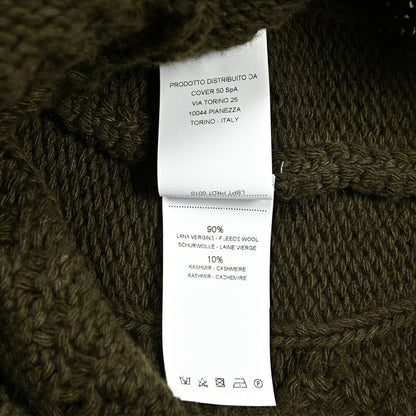 PRODOTTO DISTRIBUITO DA:
COVER 50 SpA
VIA TORINO 25
10044 PIANEZZA
TORINO - ITALY
90%
LANA VERGINE - FLEECE WOOL
SCHURWOLLE - LAINE VIERGE
10%
KASHMIR - CASHMERE
KASHMIR - CACHEMIRE